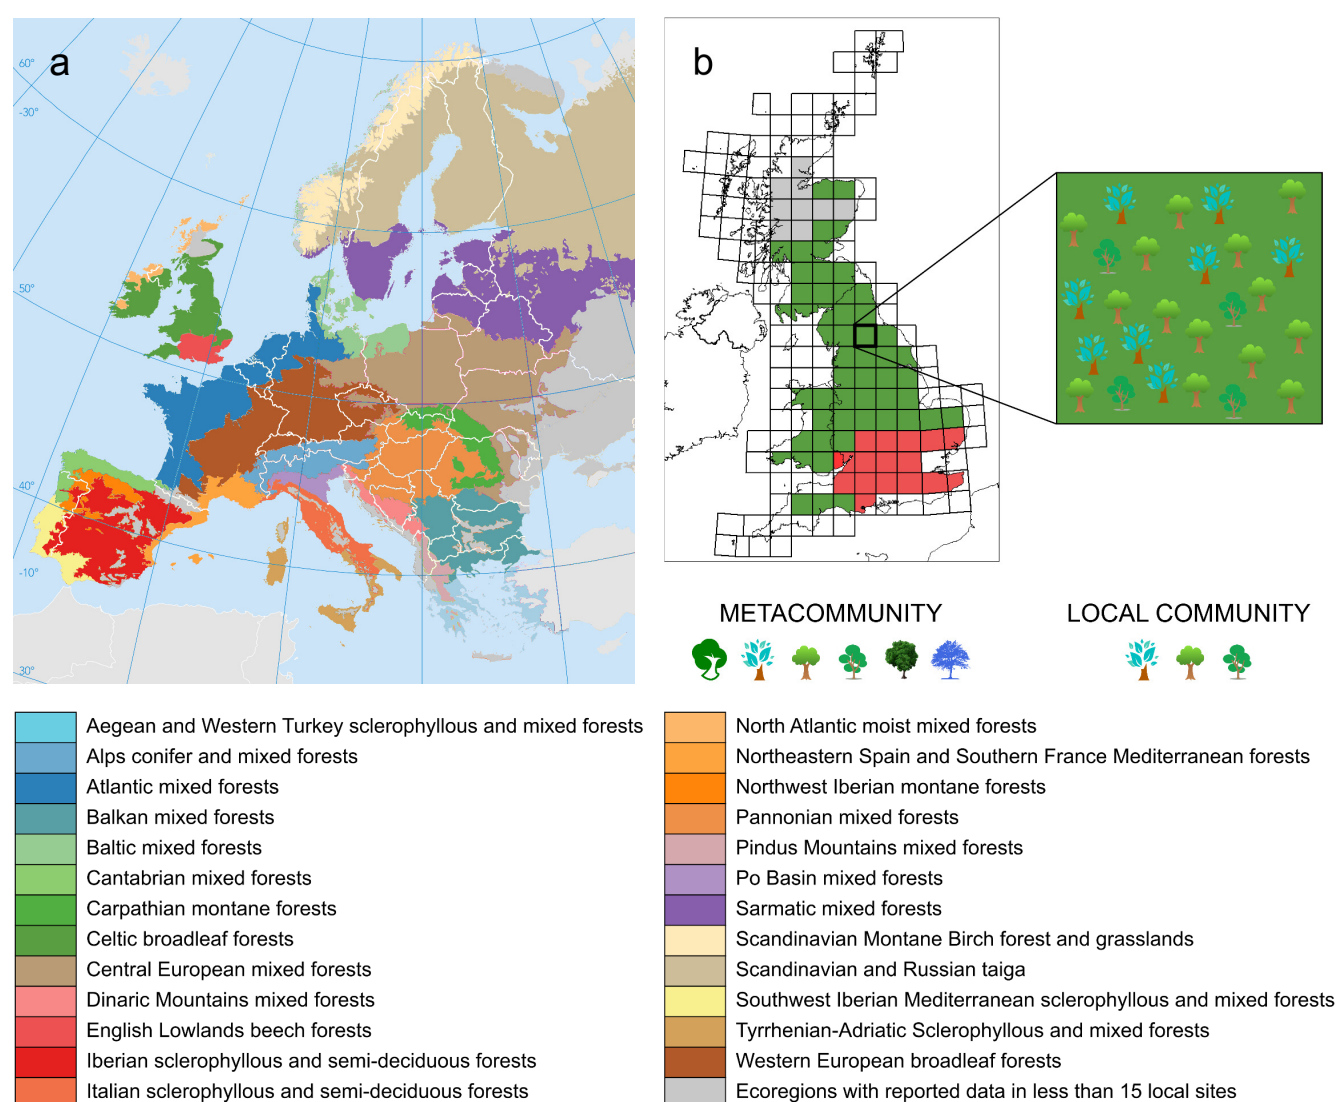 a
b
60°
-30°
50°
40°
-10°
30°
METACOMMUNITY
LOCAL COMMUNITY
Aegean and Western Turkey sclerophyllous and mixed forests
Alps conifer and mixed forests
Atlantic mixed forests
Balkan mixed forests
Baltic mixed forests
Cantabrian mixed forests
Carpathian montane forests
Celtic broadleaf forests
Central European mixed forests
Dinaric Mountains mixed forests
English Lowlands beech forests
Iberian sclerophyllous and semi-deciduous forests
Italian sclerophyllous and semi-deciduous forests
North Atlantic moist mixed forests
Northeastern Spain and Southern France Mediterranean forests
Northwest Iberian montane forests
Pannonian mixed forests
Pindus Mountains mixed forests
Po Basin mixed forests
Sarmatic mixed forests
Scandinavian Montane Birch forest and grasslands
Scandinavian and Russian taiga
Southwest Iberian Mediterranean sclerophyllous and mixed forests
Tyrrhenian-Adriatic Sclerophyllous and mixed forests
Western European broadleaf forests
Ecoregions with reported data in less than 15 local sites